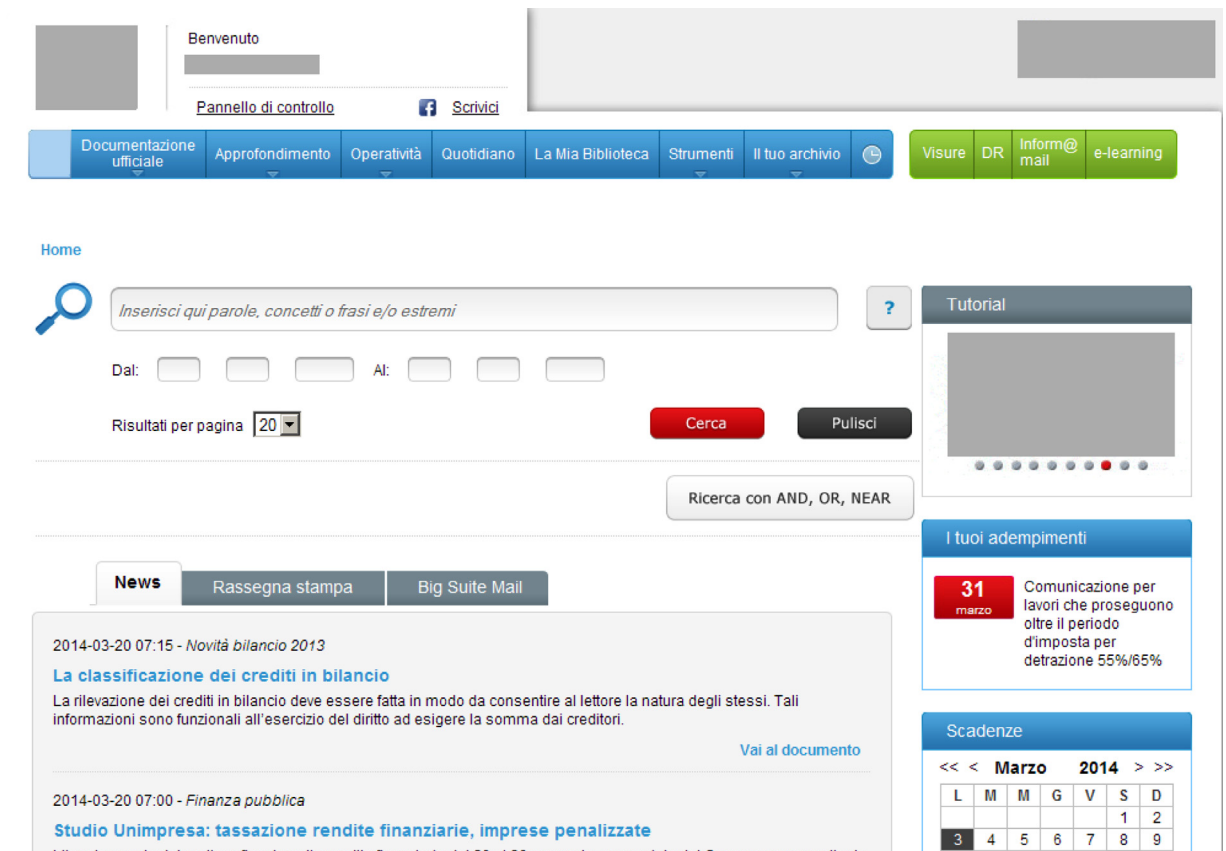 Benvenuto
Pannello di controllo
Scrivici
Documentazione
ufficiale
Approfondimento
Operatività
Quotidiano
La Mia Biblioteca
Strumenti
Il tuo archivio
Visure
DR
Inform@
mail
e-learning
Home
Inserisci qui parole, concetti o frasi e/o estremi
?
Dal:
Al:
Risultati per pagina 20
Cerca
Pulisci
Ricerca con AND, OR, NEAR
News
Rassegna stampa
Big Suite Mail
2014-03-20 07:15 - Novità bilancio 2013
La classificazione dei crediti in bilancio
La rilevazione dei crediti in bilancio deve essere fatta in modo da consentire al lettore la natura degli stessi. Tali
informazioni sono funzionali all'esercizio del diritto ad esigere la somma dai creditori.
Vai al documento
2014-03-20 07:00 - Finanza pubblica
Studio Unimpresa: tassazione rendite finanziarie, imprese penalizzate
Tutorial
I tuoi adempimenti
31
marzo
Comunicazione per
lavori che proseguono
oltre il periodo
d'imposta per
detrazione 55%/65%
Scadenze
<< < Marzo 2014 > >>
L M M G V S D
1 2
3 4 5 6 7 8 9